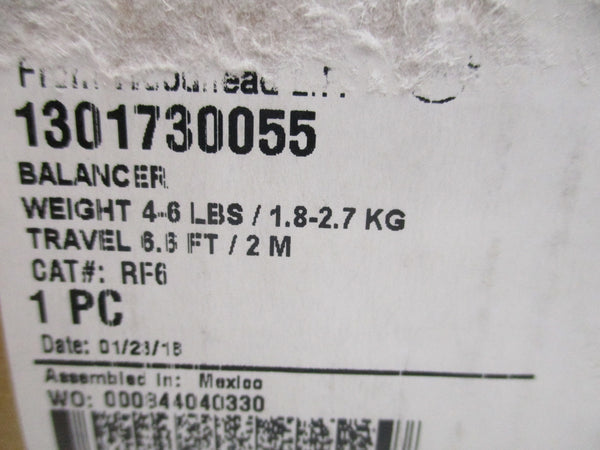 From
1301730055
BALANCER
WEIGHT 4-6 LBS / 1.8-2.7 KG
TRAVEL 6.6 FT / 2 M
CAT#: RF6
1 PC
Date: 01/23/18
Assembled In: Mexico
WO: 000844040330